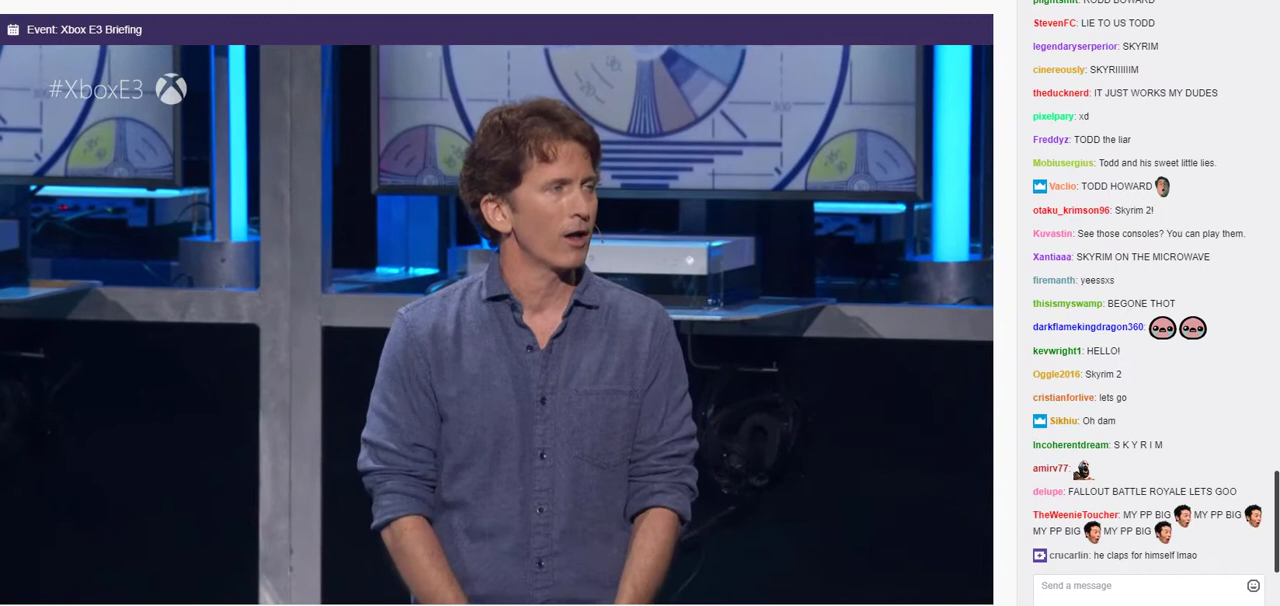 Event: Xbox E3 Briefing
#XboxE3
StevenFC: LIE TO US TODD
legendaryserperior: SKYRIM
cinereously: SKYRIIIIIIM
theducknerd: IT JUST WORKS MY DUDES
pixelpary: xd
Freddyz: TODD the liar
Mobiusergius: Todd and his sweet little lies.
Vaclio: TODD HOWARD
otaku_krimson96: Skyrim 2!
Kuvastin: See those consoles? You can play them.
Xantiaaa: SKYRIM ON THE MICROWAVE
firemanth: yeessxs
thisismyswamp: BEGONE THOT
darkflamekingdragon360:
kevwright1: HELLO!
Oggle2016: Skyrim 2
cristianforlive: lets go
Sikhiu: Oh dam
Incoherentdream: S K Y R I M
amirv77:
delupe: FALLOUT BATTLE ROYALE LETS GOO
TheWeenieToucher: MY PP BIG MY PP BIG
MY PP BIG MY PP BIG
crucarlin: he claps for himself lmao
Send a message